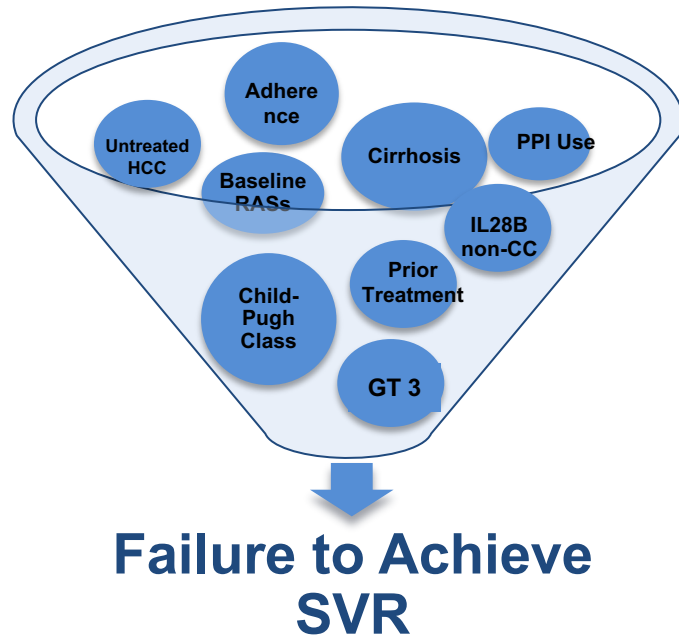 Adhere
nce
Untreated
HCC
Cirrhosis
PPI Use
Baseline
RASs
IL28B
non-CC
Prior
Treatment
Child-
Pugh
Class
GT 3
Failure to Achieve
SVR